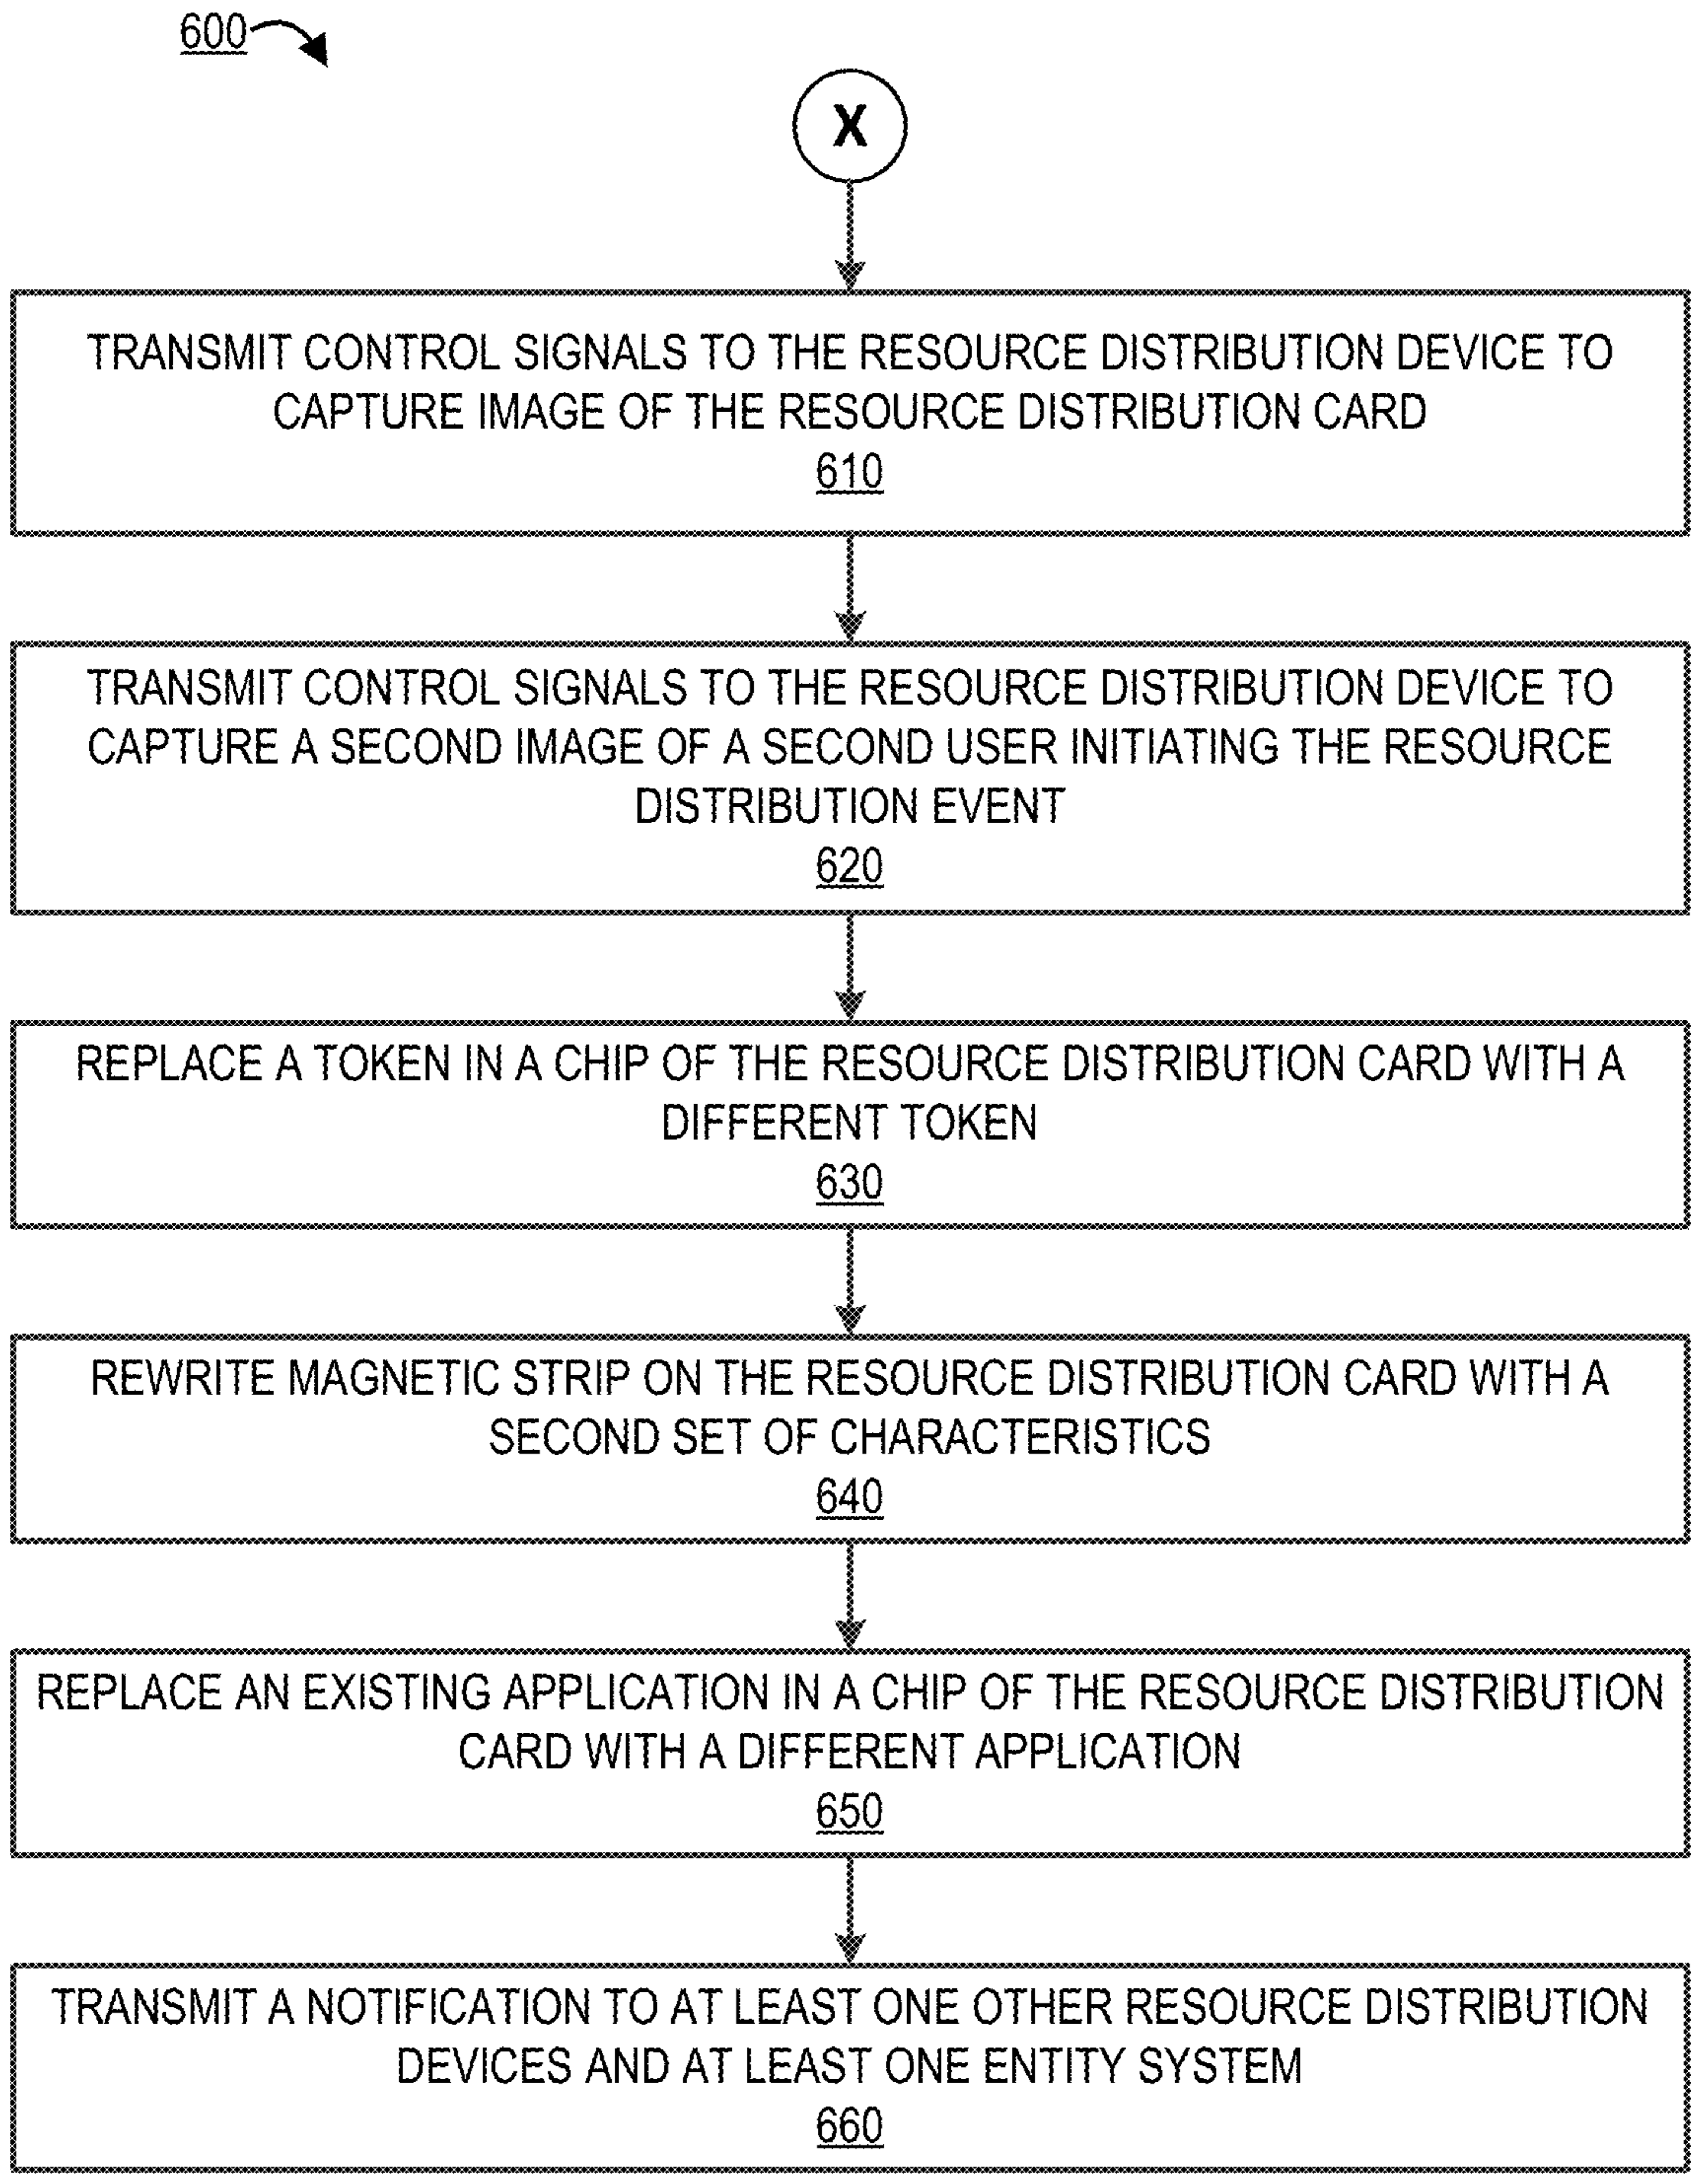 600
X
TRANSMIT CONTROL SIGNALS TO THE RESOURCE DISTRIBUTION DEVICE TO
CAPTURE IMAGE OF THE RESOURCE DISTRIBUTION CARD
610
TRANSMIT CONTROL SIGNALS TO THE RESOURCE DISTRIBUTION DEVICE TO
CAPTURE A SECOND IMAGE OF A SECOND USER INITIATING THE RESOURCE
DISTRIBUTION EVENT
620
REPLACE A TOKEN IN A CHIP OF THE RESOURCE DISTRIBUTION CARD WITH A
DIFFERENT TOKEN
630
REWRITE MAGNETIC STRIP ON THE RESOURCE DISTRIBUTION CARD WITH A
SECOND SET OF CHARACTERISTICS
640
REPLACE AN EXISTING APPLICATION IN A CHIP OF THE RESOURCE DISTRIBUTION
CARD WITH A DIFFERENT APPLICATION
650
TRANSMIT A NOTIFICATION TO AT LEAST ONE OTHER RESOURCE DISTRIBUTION
DEVICES AND AT LEAST ONE ENTITY SYSTEM
660